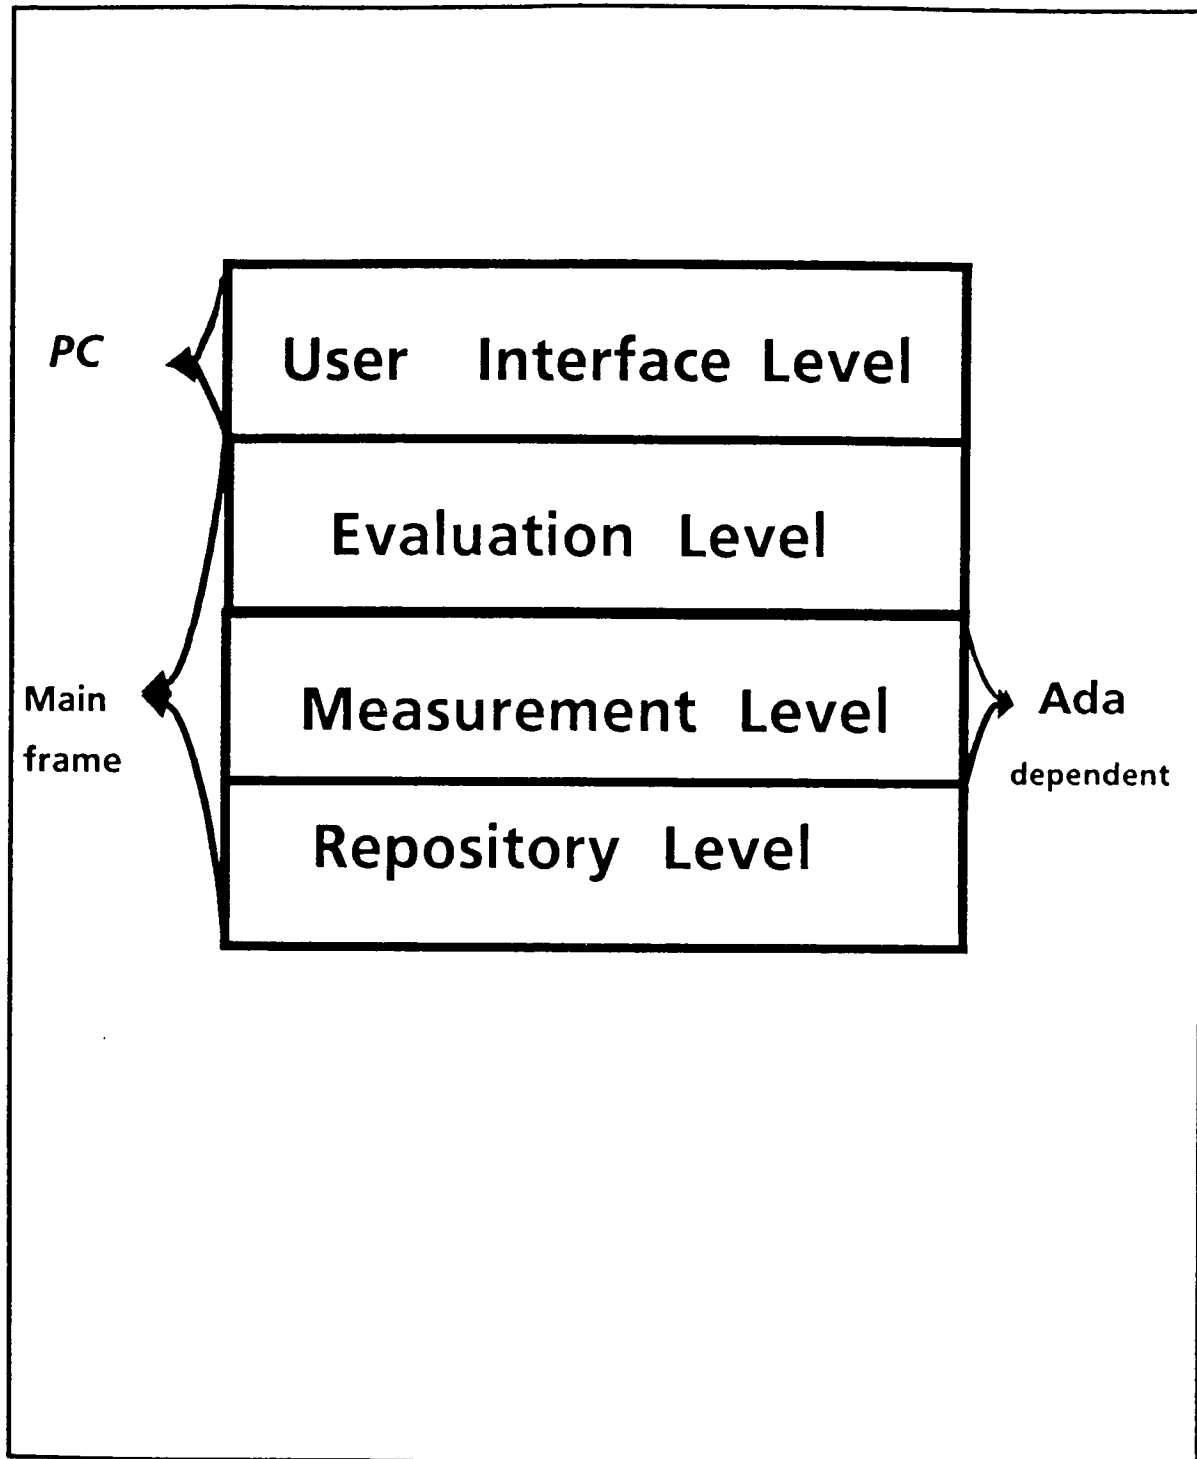 PC
User Interface Level
Evaluation Level
Main
frame
Measurement Level
Ada
dependent
Repository Level